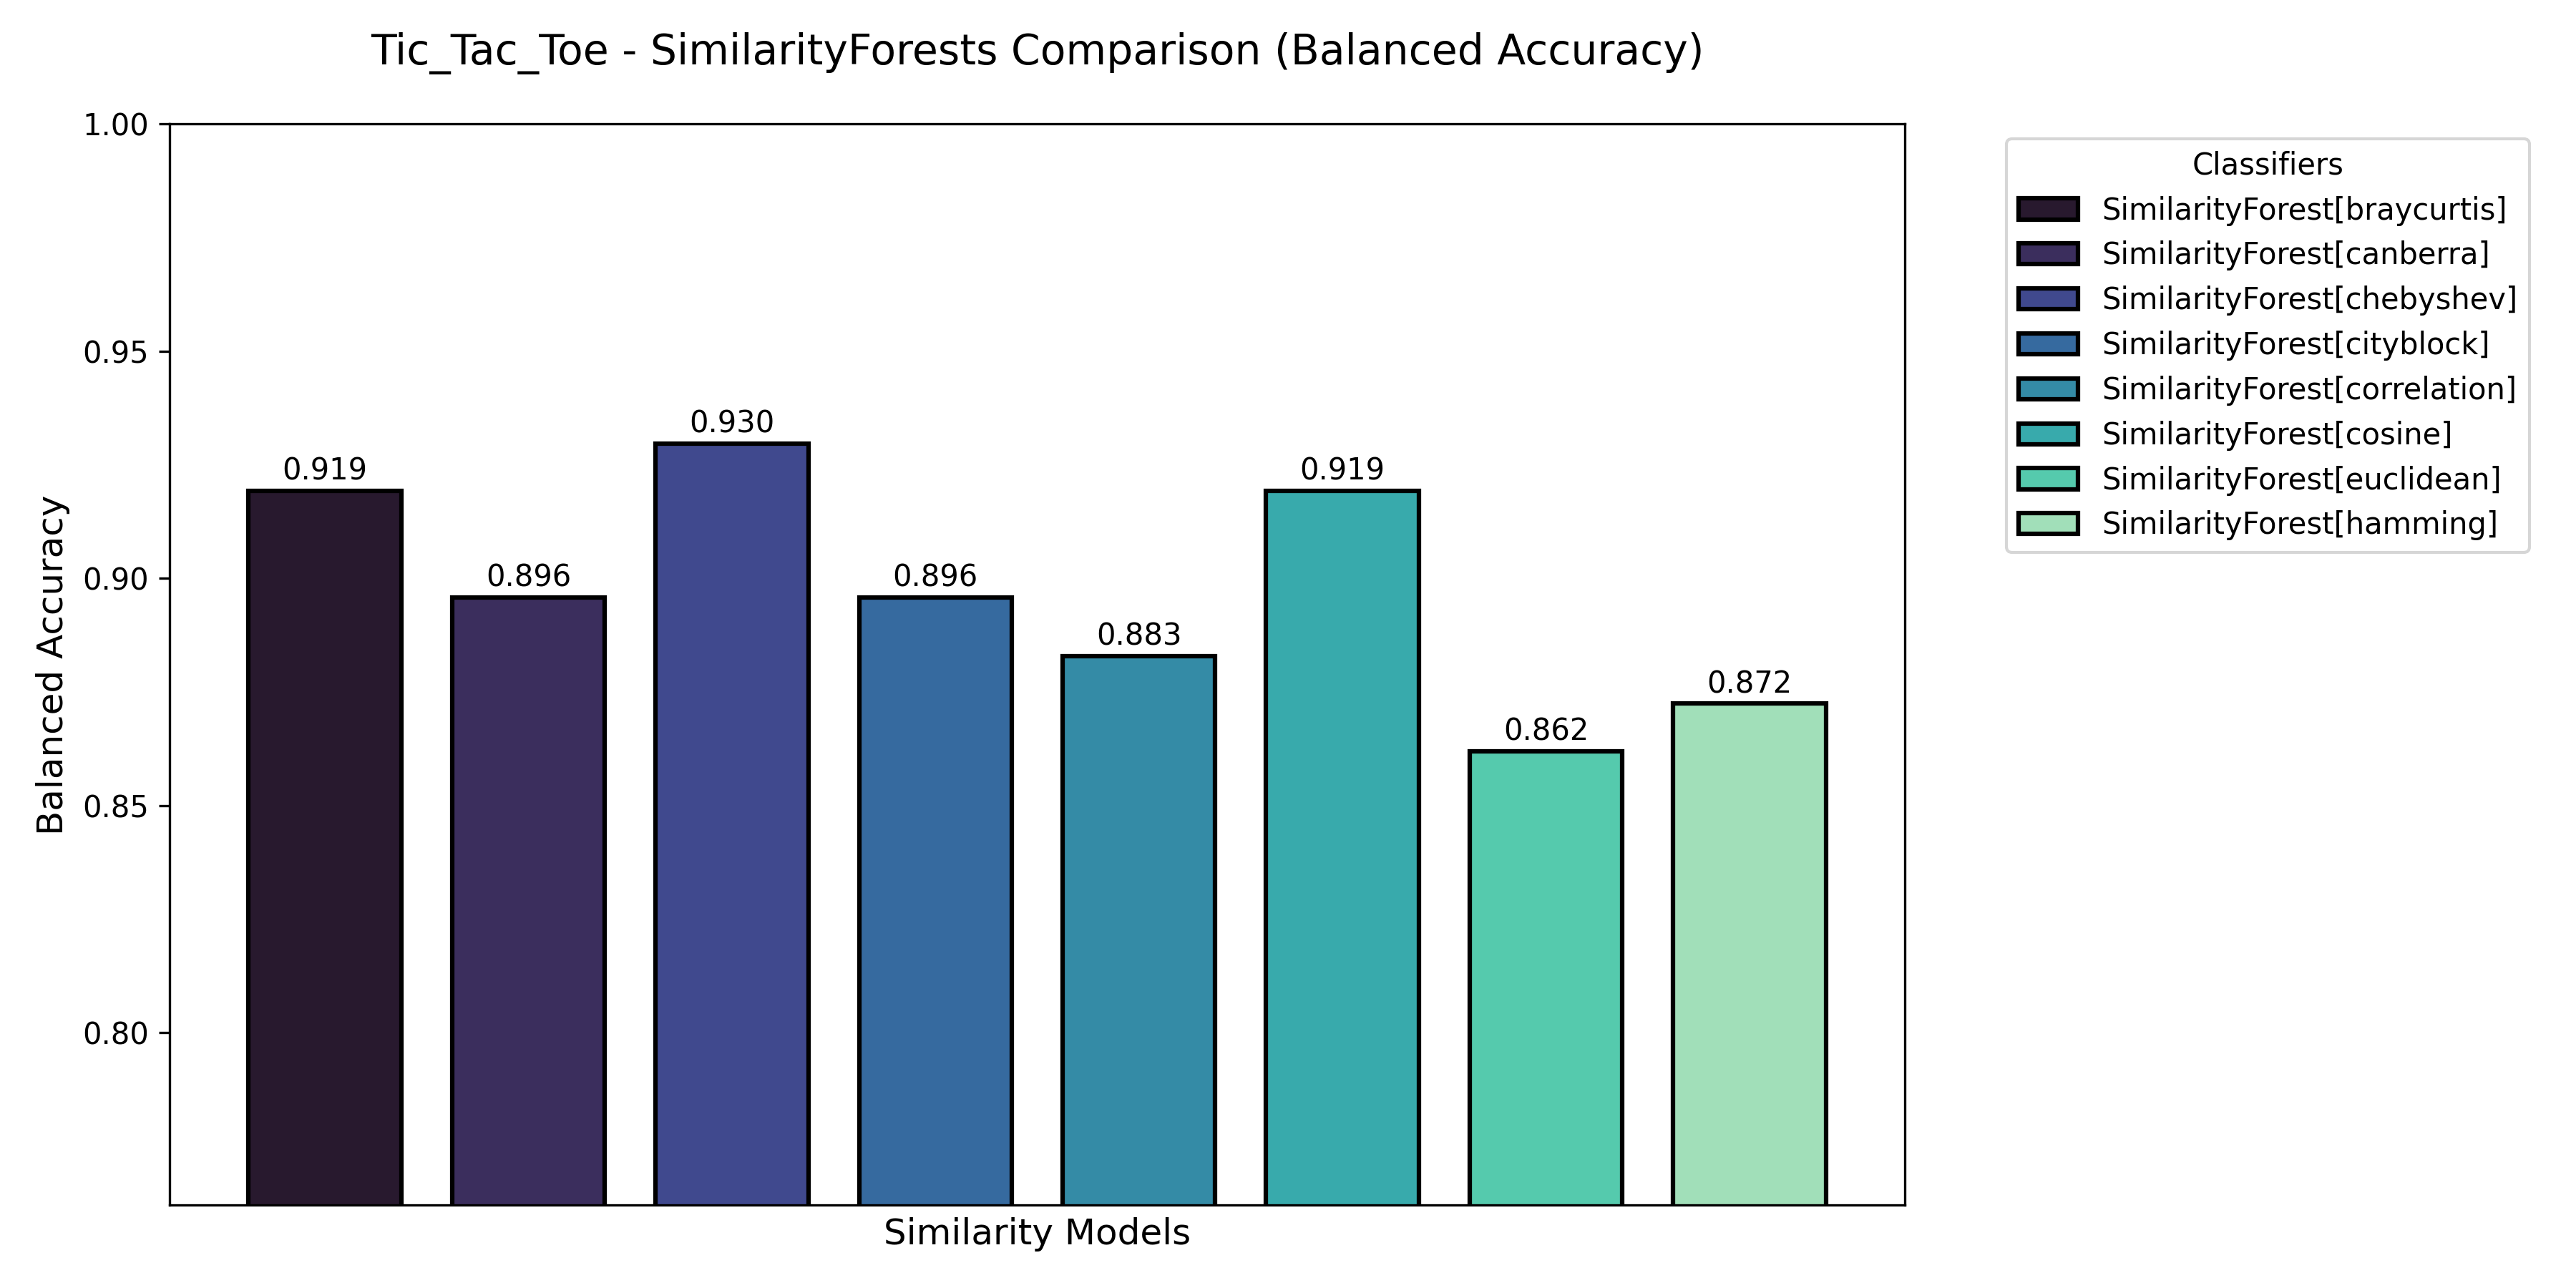 Tic_Tac_Toe - SimilarityForests Comparison (Balanced Accuracy)
Balanced Accuracy
1.00
0.95
0.90
0.85
0.80
0.919
0.896
0.930
0.896
0.883
0.919
0.862
0.872
Similarity Models
Classifiers
SimilarityForest[braycurtis]
SimilarityForest[canberra]
SimilarityForest[chebyshev]
SimilarityForest[cityblock]
SimilarityForest[correlation]
SimilarityForest[cosine]
SimilarityForest[euclidean]
SimilarityForest[hamming]